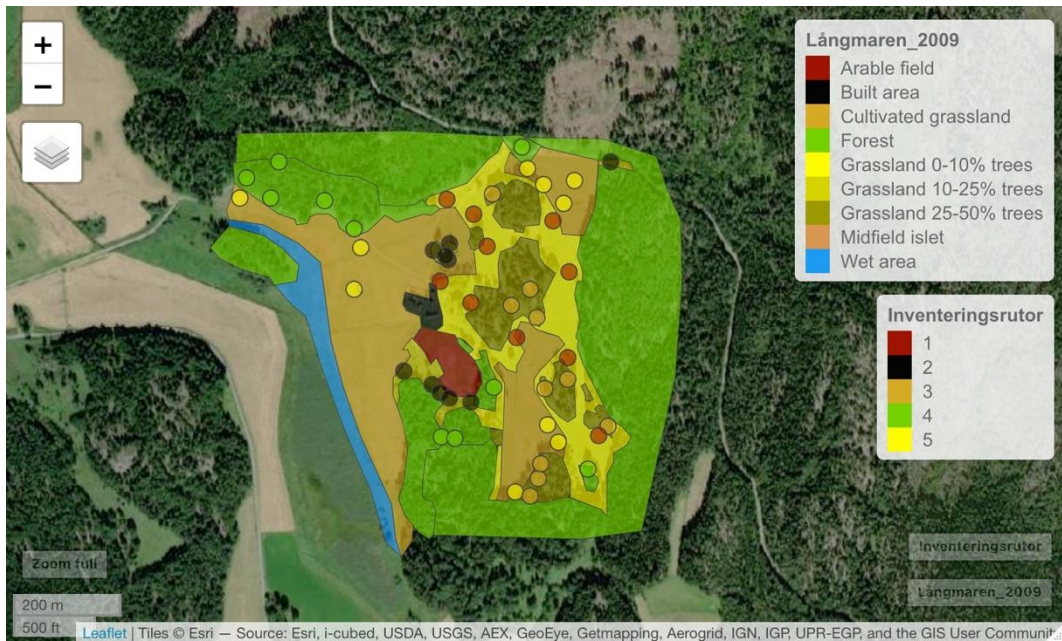 +
−
Långmaren_2009
Arable field
Built area
Cultivated grassland
Forest
Grassland 0-10% trees
Grassland 10-25% trees
Grassland 25-50% trees
Midfield islet
Wet area
Inventeringsrutor
1
2
3
4
5
Zoom full
Inventeringsrutor
Långmaren_2009
200 m
500 ft
Leaflet | Tiles © Esri — Source: Esri, i-cubed, USDA, USGS, AEX, GeoEye, Getmapping, Aerogrid, IGN, IGP, UPR-EGP, and the GIS User Communit